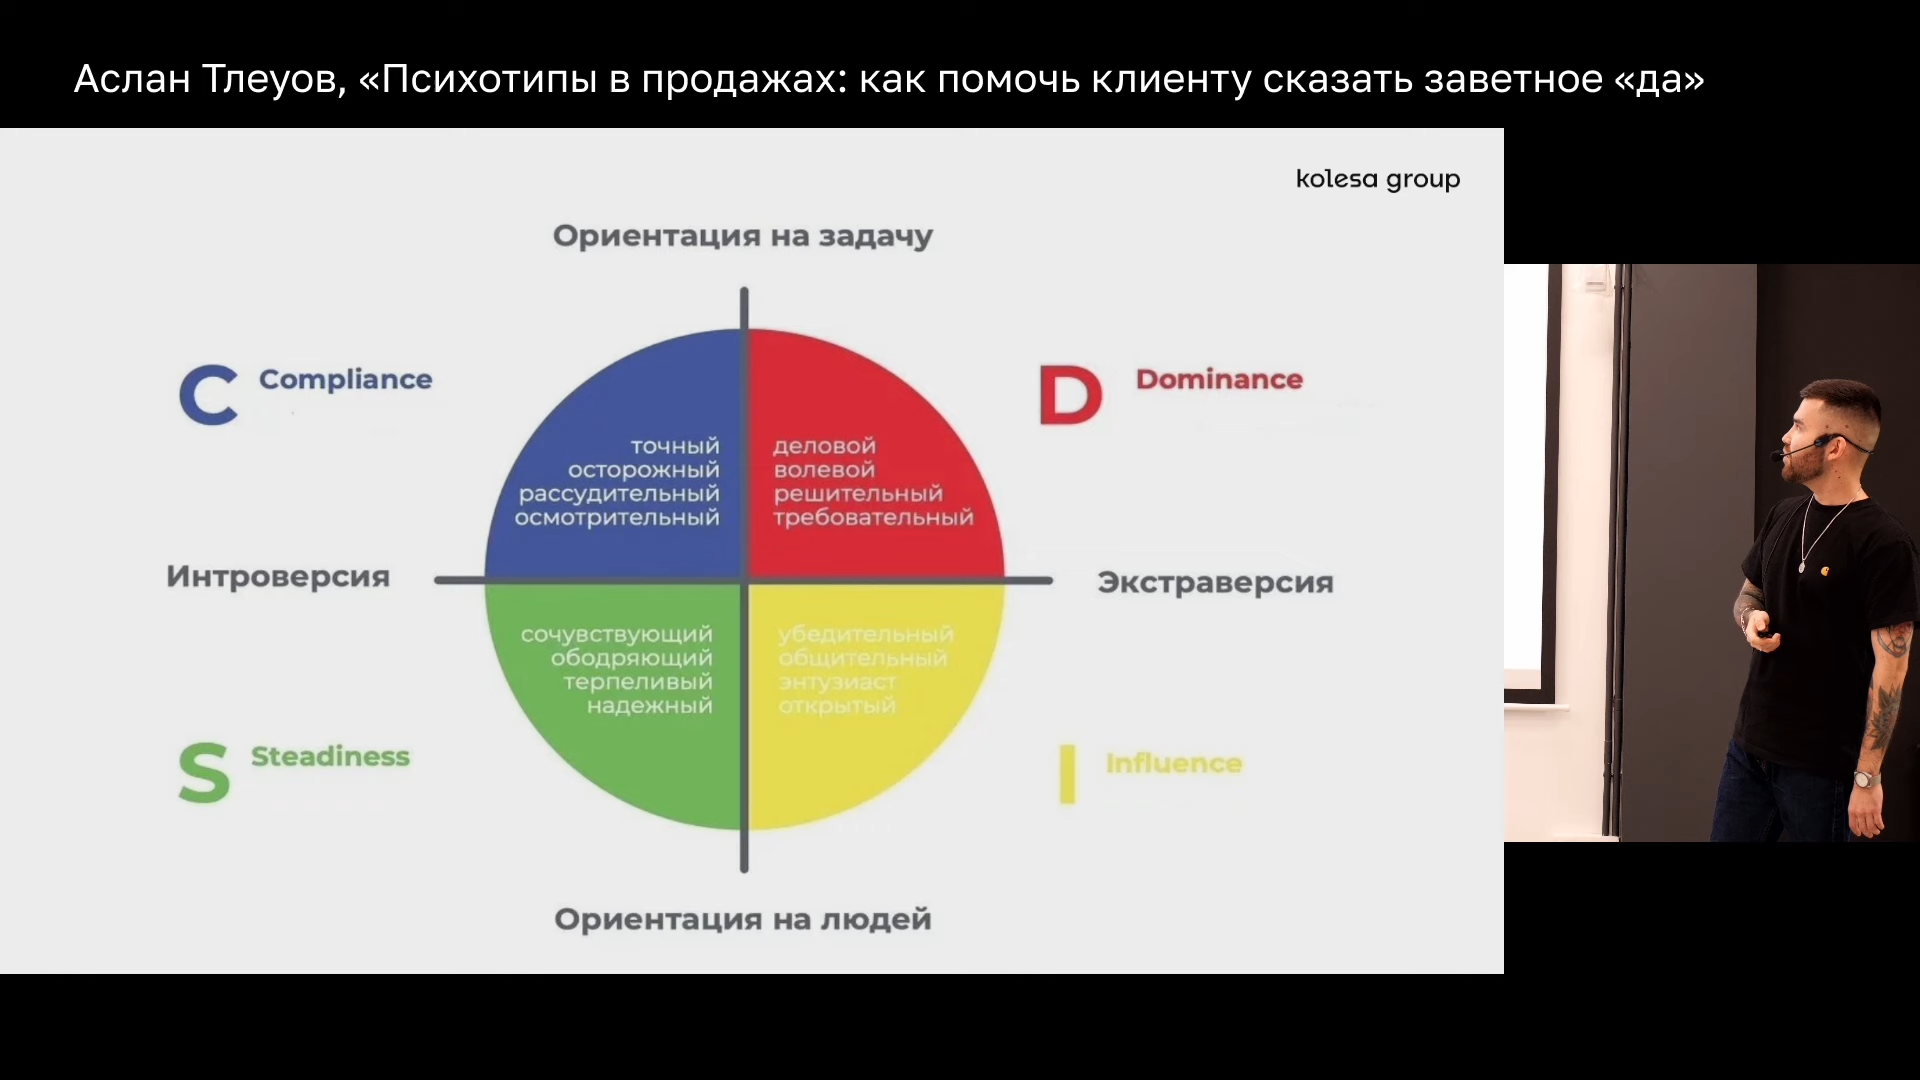 Аслан Тлеуов, «Психотипы в продажах: как помочь клиенту сказать заветное «да»
kolesa group
Ориентация на задачу
C Compliance
D Dominance
точный
осторожный
рассудительный
осмотрительный
деловой
волевой
решительный
требовательный
Интроверсия
Экстраверсия
сочувствующий
ободряющий
терпеливый
надежный
убедительный
общительный
энтузиаст
открытый
S Steadiness
I Influence
Ориентация на людей